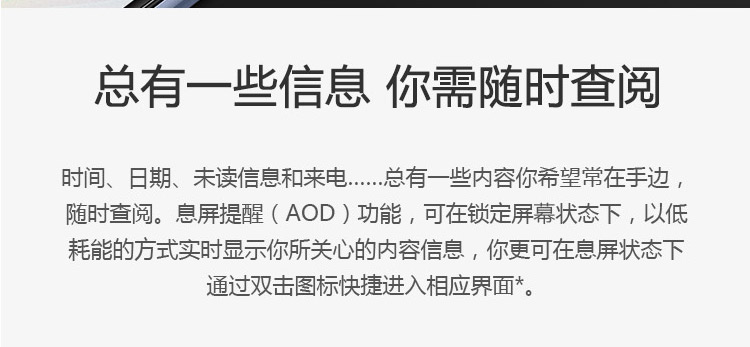 总有一些信息 你需随时查阅
时间、日期、未读信息和来电......总有一些内容你希望常在手边，
随时查阅。息屏提醒（AOD）功能，可在锁定屏幕状态下，以低
耗能的方式实时显示你所关心的内容信息，你更可在息屏状态下
通过双击图标快捷进入相应界面*。